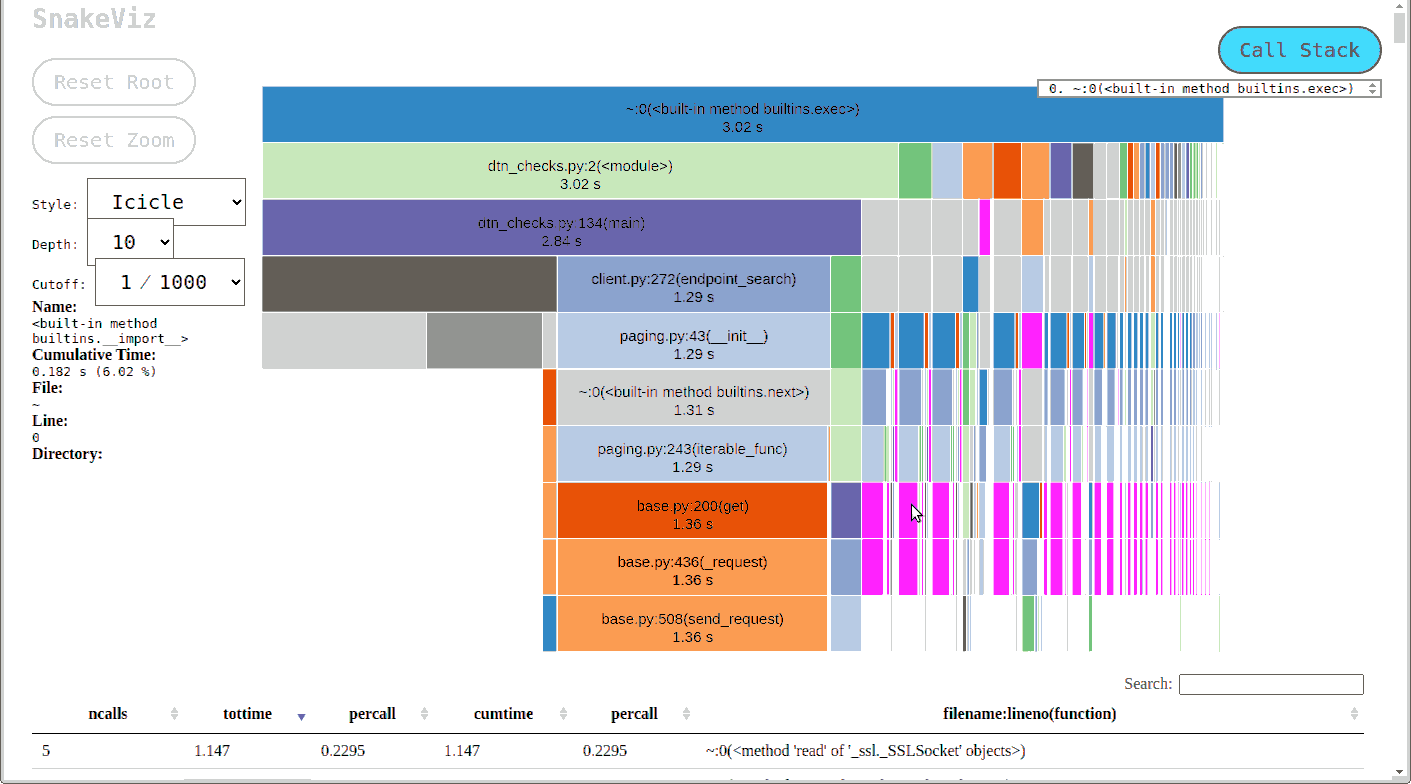 SnakeViz
Call Stack
Reset Root
0. ~:0(<built-in method builtins.exec>)
~:0(<built-in method builtins.exec>)
3.02 s
Reset Zoom
dtn_checks.py:2(<module>)
3.02 s
Style: Icicle
dtn_checks.py:134(main)
2.84 s
Depth: 10
Cutoff: 1 / 1000
client.py:272(endpoint_search)
1.29 s
Name:
<built-in method
builtins.__import__>
Cumulative Time:
0.182 s (6.02 %)
File:
~
Line:
0
Directory:
paging.py:43(__init__)
1.29 s
~:0(<built-in method builtins.next>)
1.31 s
paging.py:243(iterable_func)
1.29 s
base.py:200(get)
1.36 s
base.py:436(_request)
1.36 s
base.py:508(send_request)
1.36 s
Search:
ncalls tottime percall cumtime percall filename:lineno(function)
5 1.147 0.2295 1.147 0.2295 ~:0(<method 'read' of '_ssl._SSLSocket' objects>)